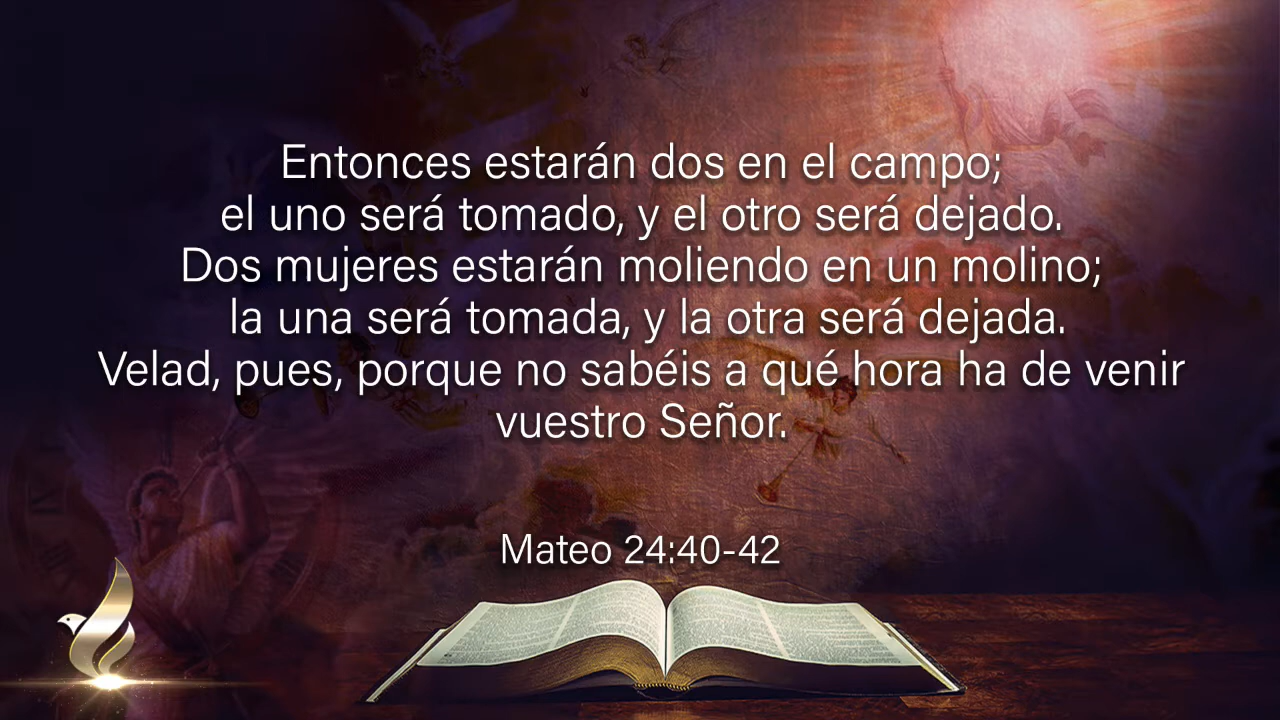 Entonces estarán dos en el campo;
el uno será tomado, y el otro será dejado.
Dos mujeres estarán moliendo en un molino;
la una será tomada, y la otra será dejada.
Velad, pues, porque no sabéis a qué hora ha de venir
vuestro Señor.
Mateo 24:40-42